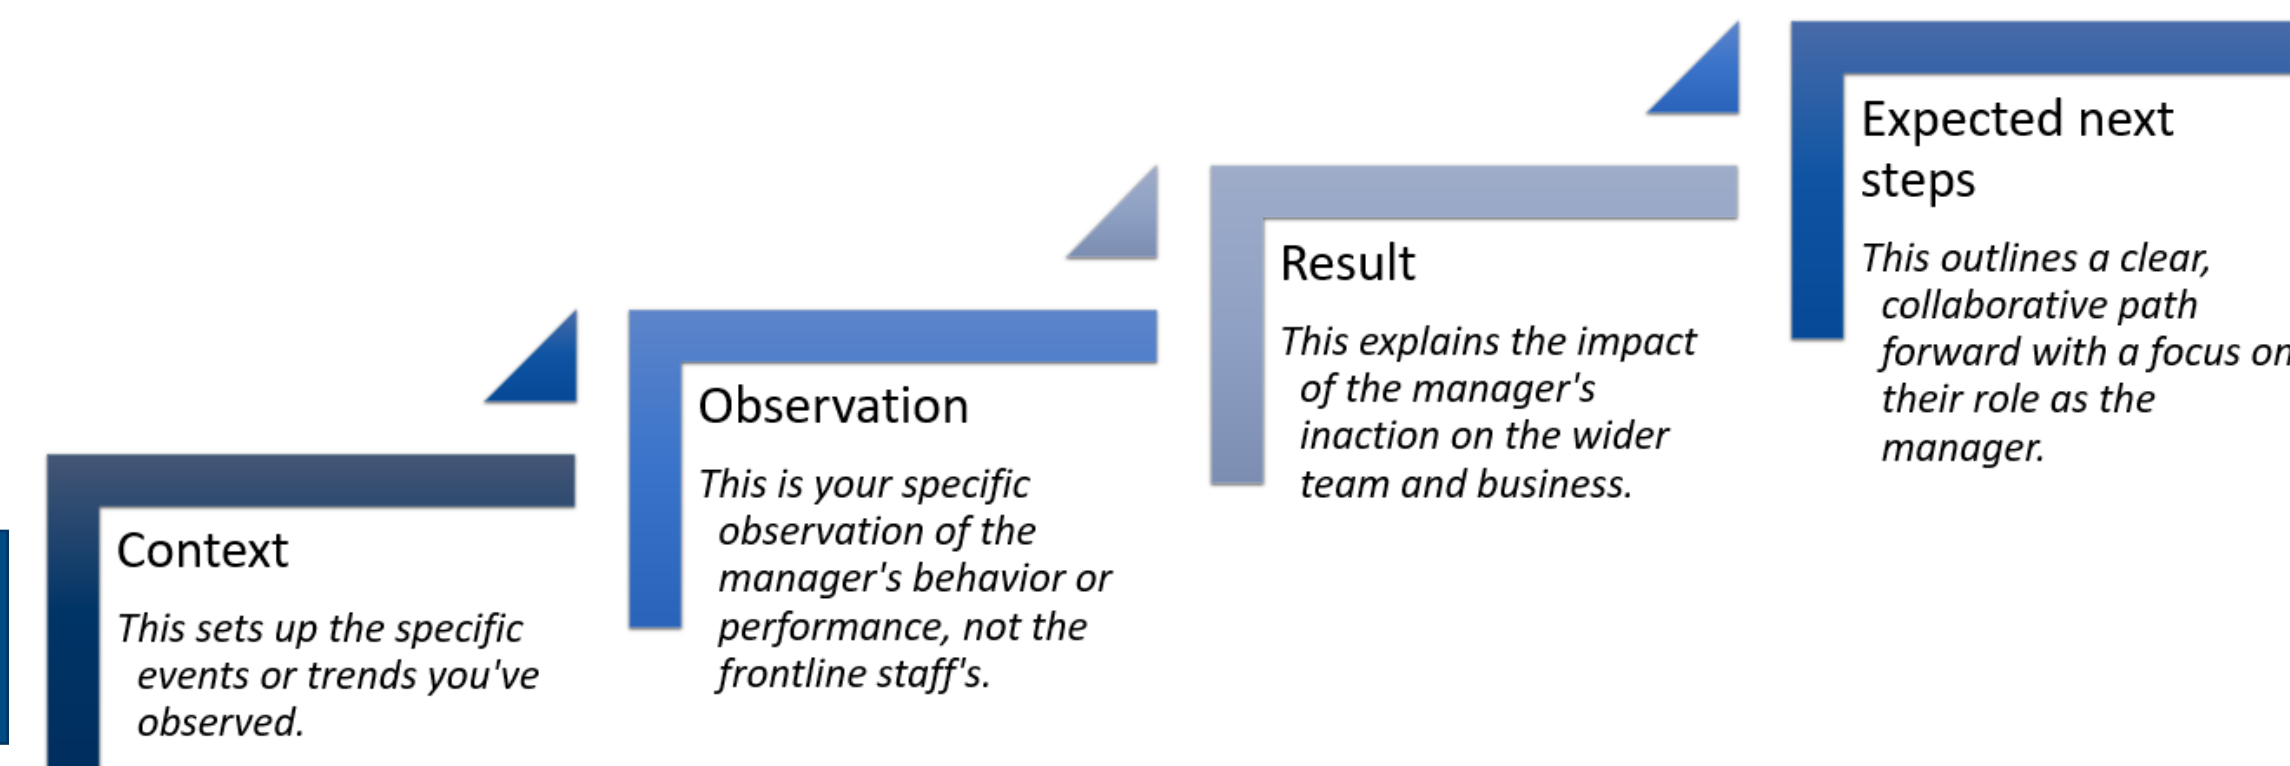 Context
This sets up the specific
events or trends you've
observed.
Observation
This is your specific
observation of the
manager's behavior or
performance, not the
frontline staff's.
Result
This explains the impact
of the manager's
inaction on the wider
team and business.
Expected next
steps
This outlines a clear,
collaborative path
forward with a focus on
their role as the
manager.